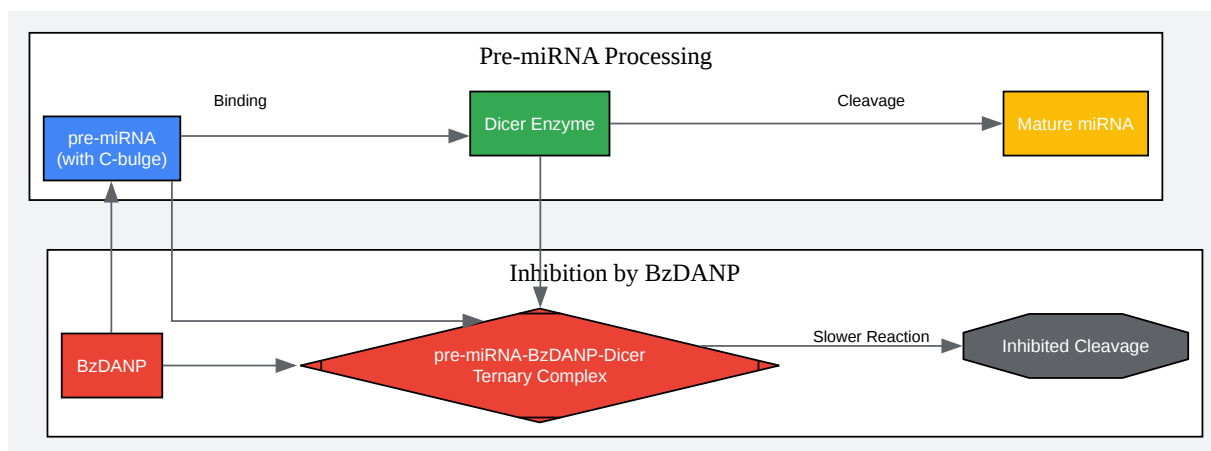 Pre-miRNA Processing
Binding
Cleavage
pre-miRNA
(with C-bulge)
Dicer Enzyme
Mature miRNA
Inhibition by BzDANP
BzDANP
pre-miRNA-BzDANP-Dicer
Ternary Complex
Slower Reaction
Inhibited Cleavage